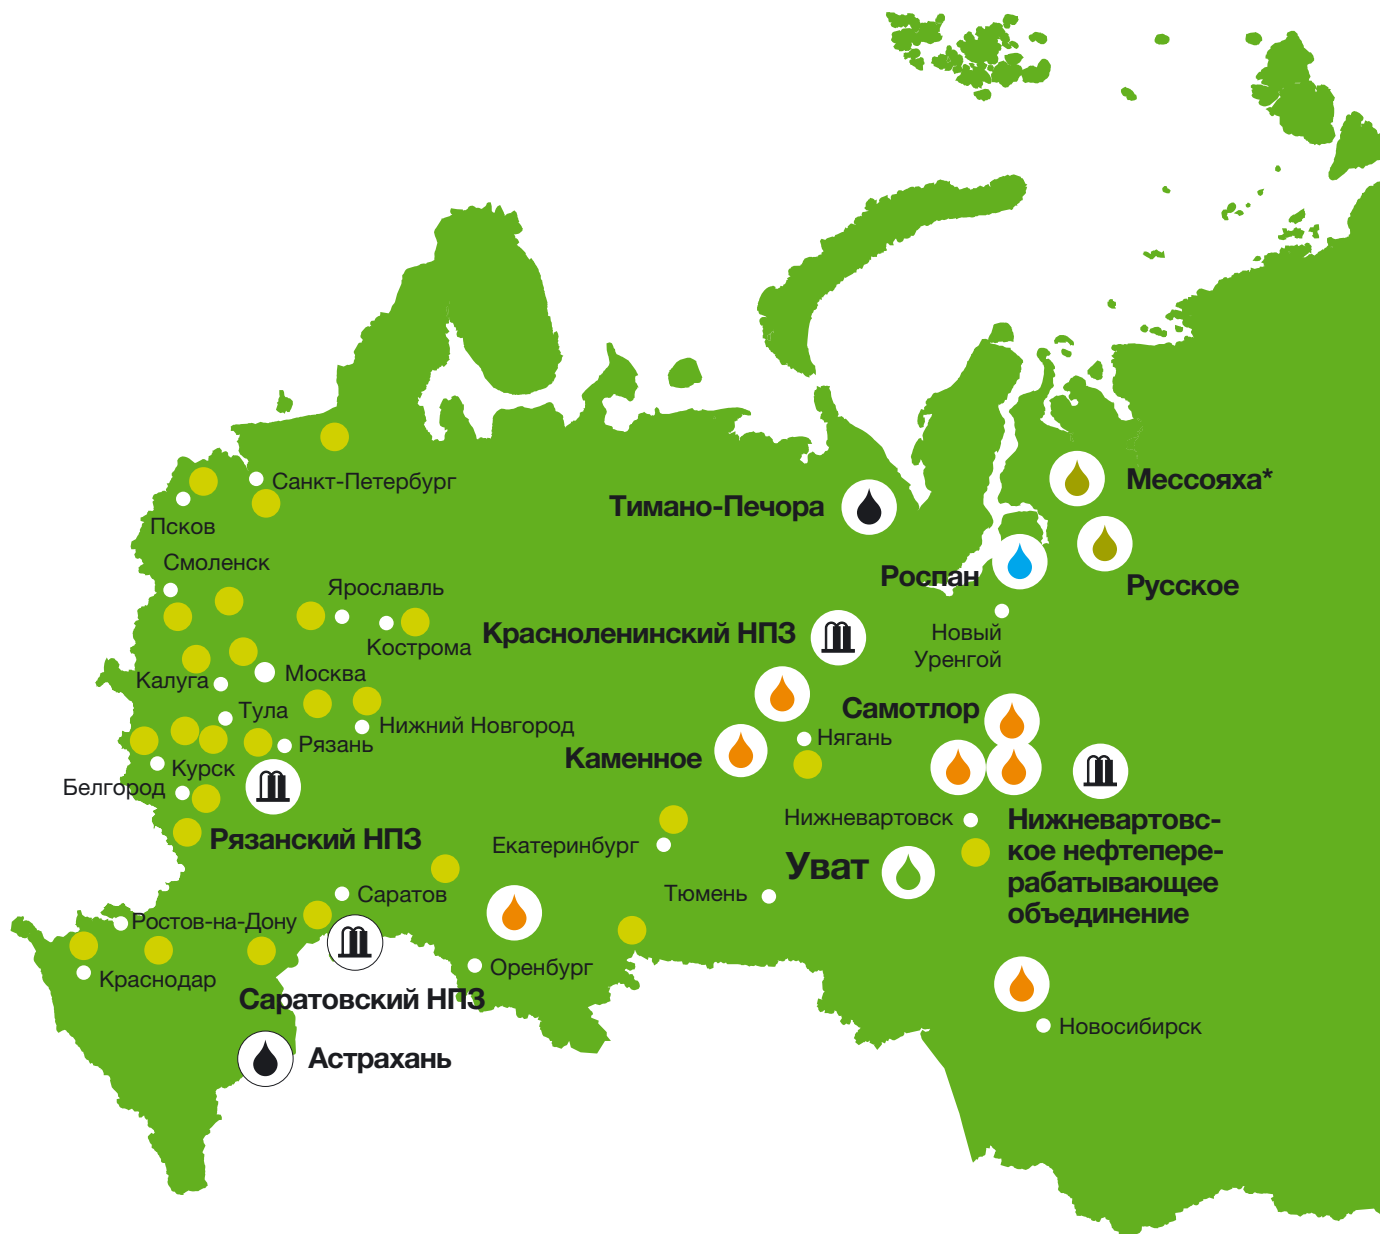 Санкт-Петербург
Мессояха*
Тимано-Печора
Псков
Смоленск
Роспан
Русское
Ярославль
Красноленинский НПЗ
Кострома
Новый
Уренгой
Калуга
Москва
Тула
Самотлор
Нижний Новгород
Рязань
Нягань
Каменное
Курск
Белгород
Рязанский НПЗ
Екатеринбург
Нижневартовск
Нижневартовс-
кое нефтепере-
рабатывающее
объединение
Уват
Тюмень
Саратов
Ростов-на-Дону
Оренбург
Краснодар
Саратовский НПЗ
Новосибирск
Астрахань